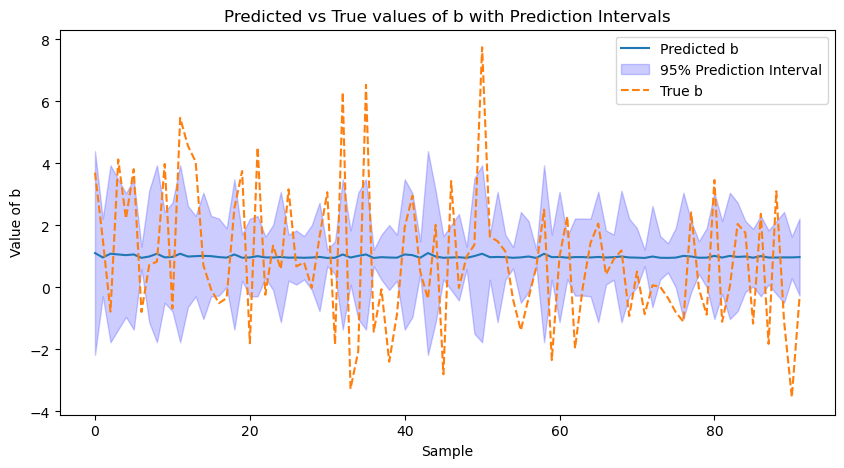 Predicted vs True values of b with Prediction Intervals
Predicted b
95% Prediction Interval
True b
Value of b
8
6
4
2
0
−2
−4
0 20 40 60 80
Sample